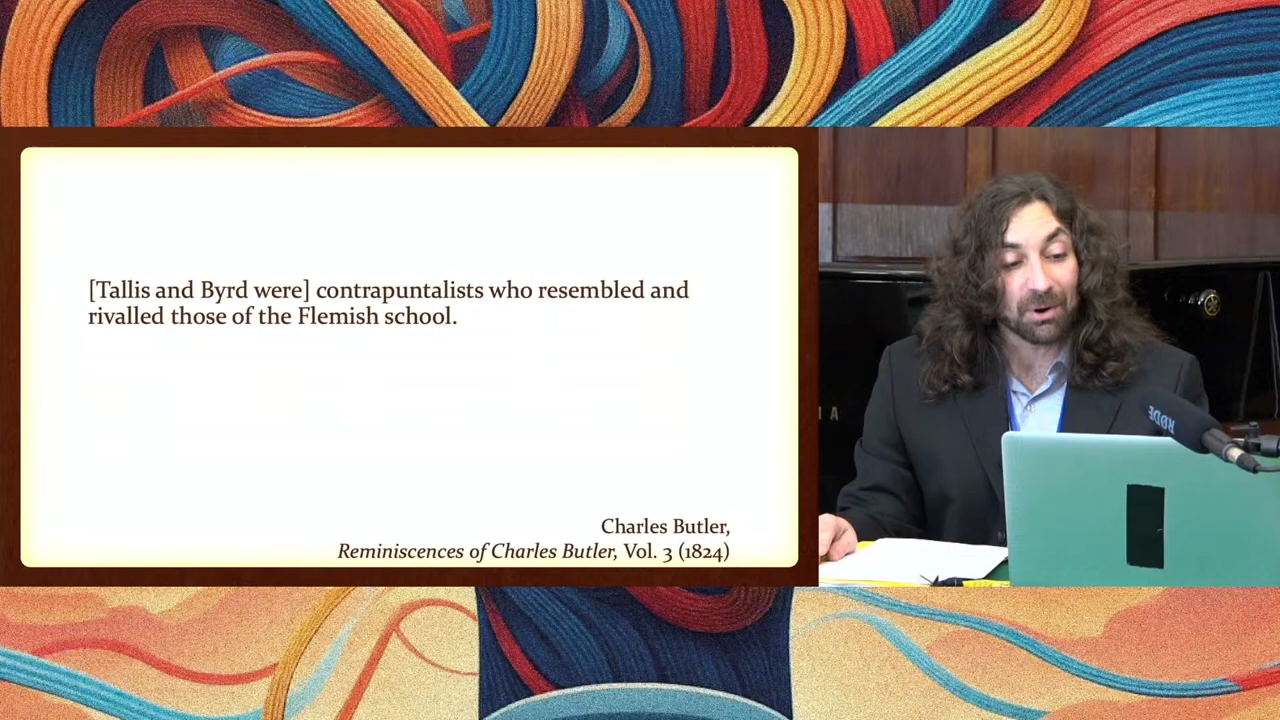 [Tallis and Byrd were] contrapuntalists who resembled and
rivalled those of the Flemish school.
Charles Butler,
Reminiscences of Charles Butler, Vol. 3 (1824)
RØDE
I A